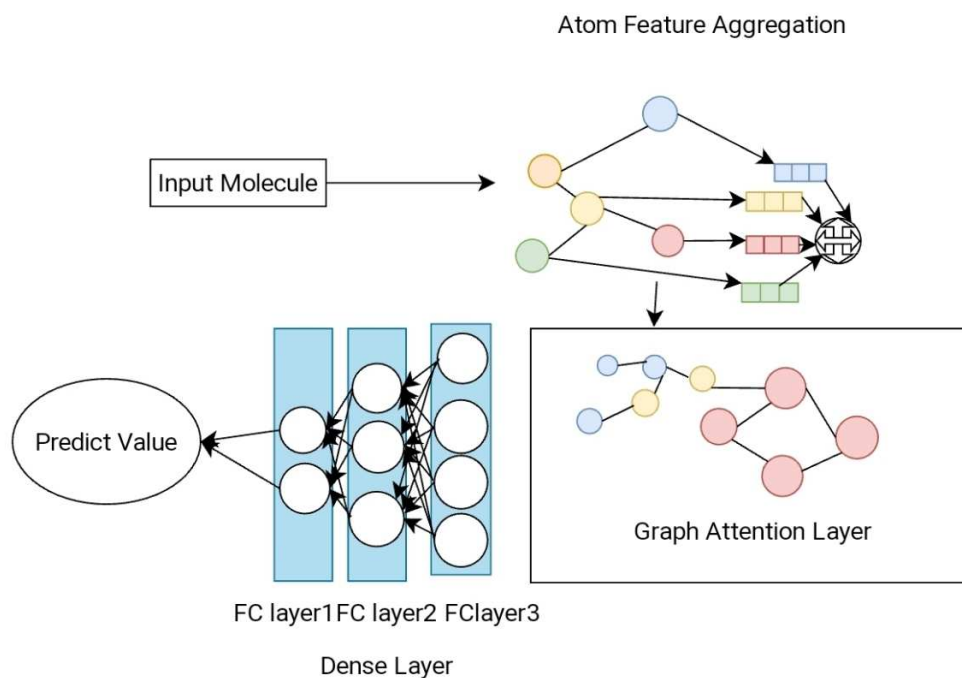 Atom Feature Aggregation
Input Molecule
Predict Value
Graph Attention Layer
FC layer1FC layer2 FClayer3
Dense Layer